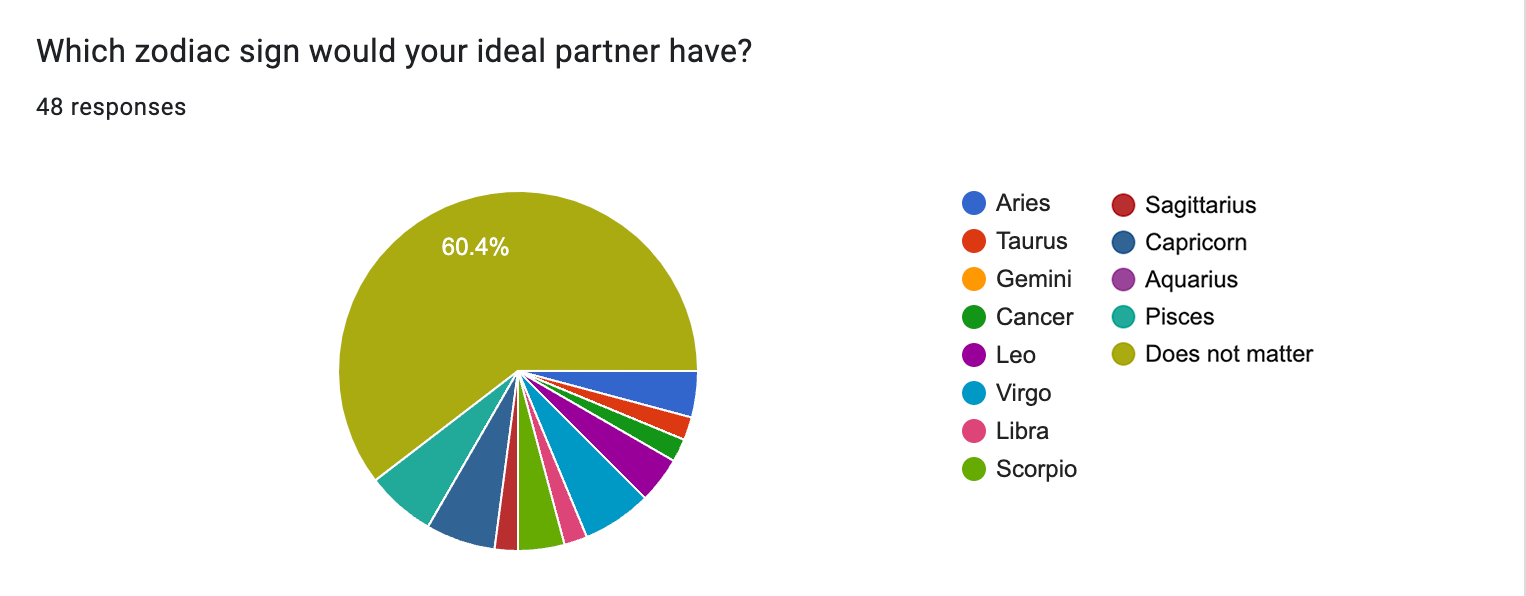 Which zodiac sign would your ideal partner have?
48 responses
60.4%
Aries
Taurus
Gemini
Cancer
Leo
Virgo
Libra
Scorpio
Sagittarius
Capricorn
Aquarius
Pisces
Does not matter